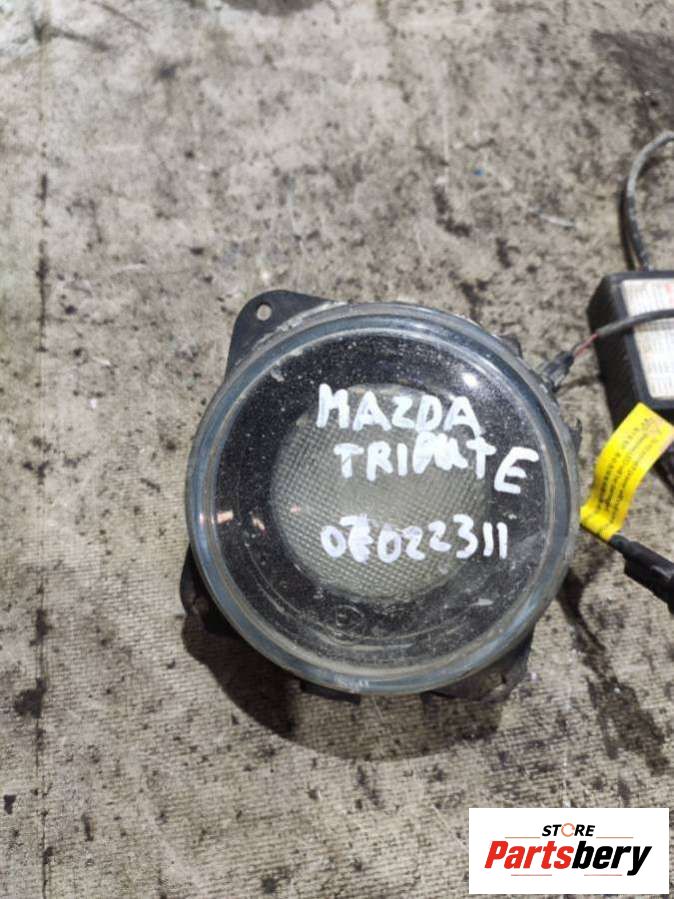 MAZDA
TRIBUTE
07022311
STORE
Partsbery